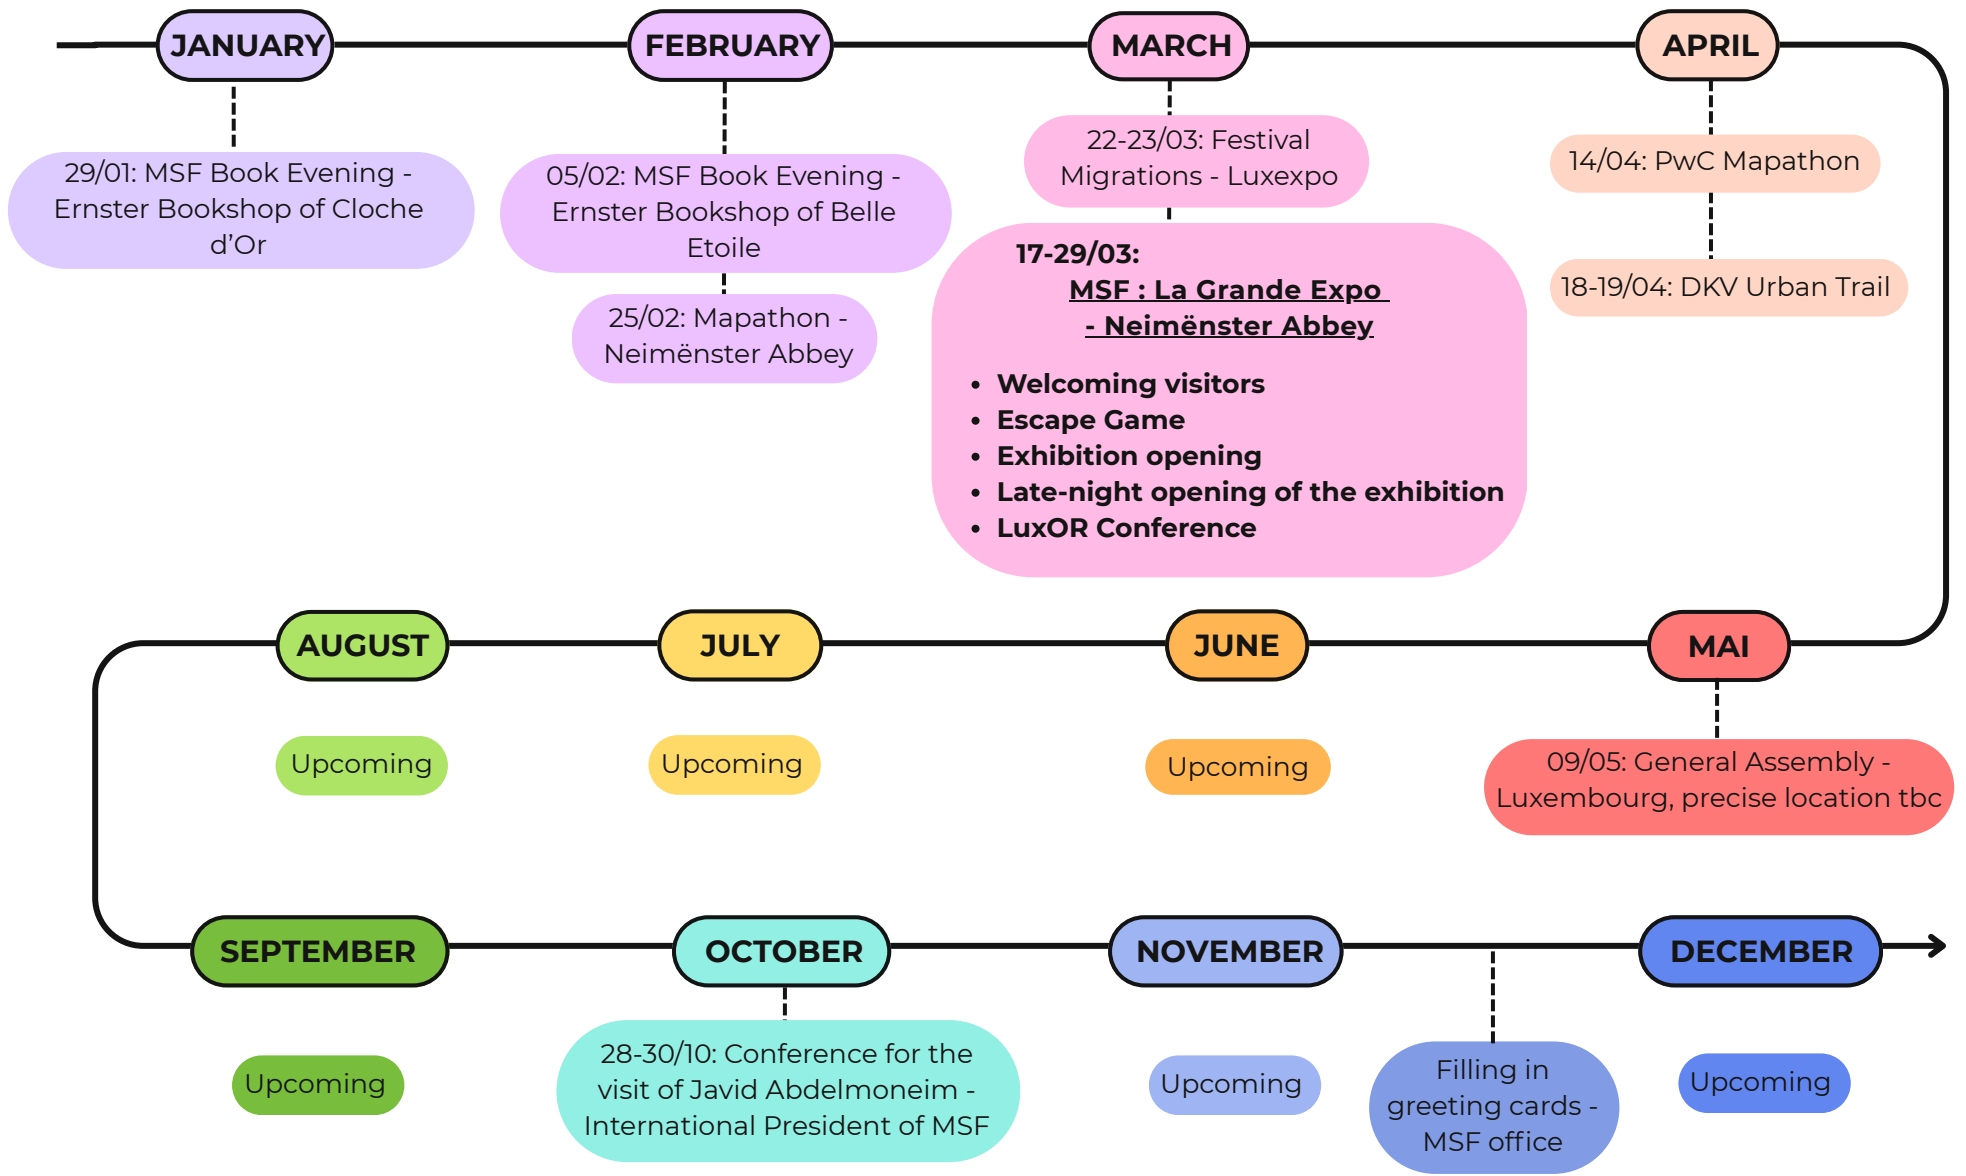 JANUARY
29/01: MSF Book Evening -
Ernster Bookshop of Cloche
d’Or
FEBRUARY
05/02: MSF Book Evening -
Ernster Bookshop of Belle
Etoile
25/02: Mapathon -
Neimënster Abbey
MARCH
22-23/03: Festival
Migrations - Luxexpo
17-29/03:
MSF : La Grande Expo
- Neimënster Abbey
• Welcoming visitors
• Escape Game
• Exhibition opening
• Late-night opening of the exhibition
• LuxOR Conference
APRIL
14/04: PwC Mapathon
18-19/04: DKV Urban Trail
MAI
09/05: General Assembly -
Luxembourg, precise location tbc
JUNE
Upcoming
JULY
Upcoming
AUGUST
Upcoming
SEPTEMBER
Upcoming
OCTOBER
28-30/10: Conference for the
visit of Javid Abdelmoneim -
International President of MSF
NOVEMBER
Upcoming
Filling in
greeting cards -
MSF office
DECEMBER
Upcoming